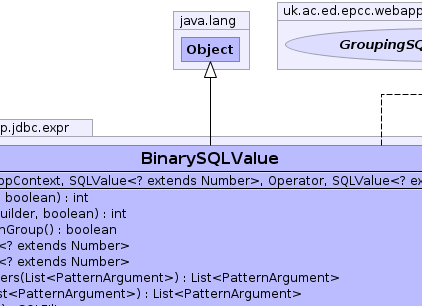 java.lang
uk.ac.ed.epcc.webapp
Object
GroupingSQ
p.jdbc.expr
BinarySQLValue
ppContext, SQLValue<? extends Number>, Operator, SQLValue<? ex
boolean) : int
uilder, boolean) : int
nGroup() : boolean
<? extends Number>
<? extends Number>
ers(List<PatternArgument>) : List<PatternArgument>
st<PatternArgument>) : List<PatternArgument>